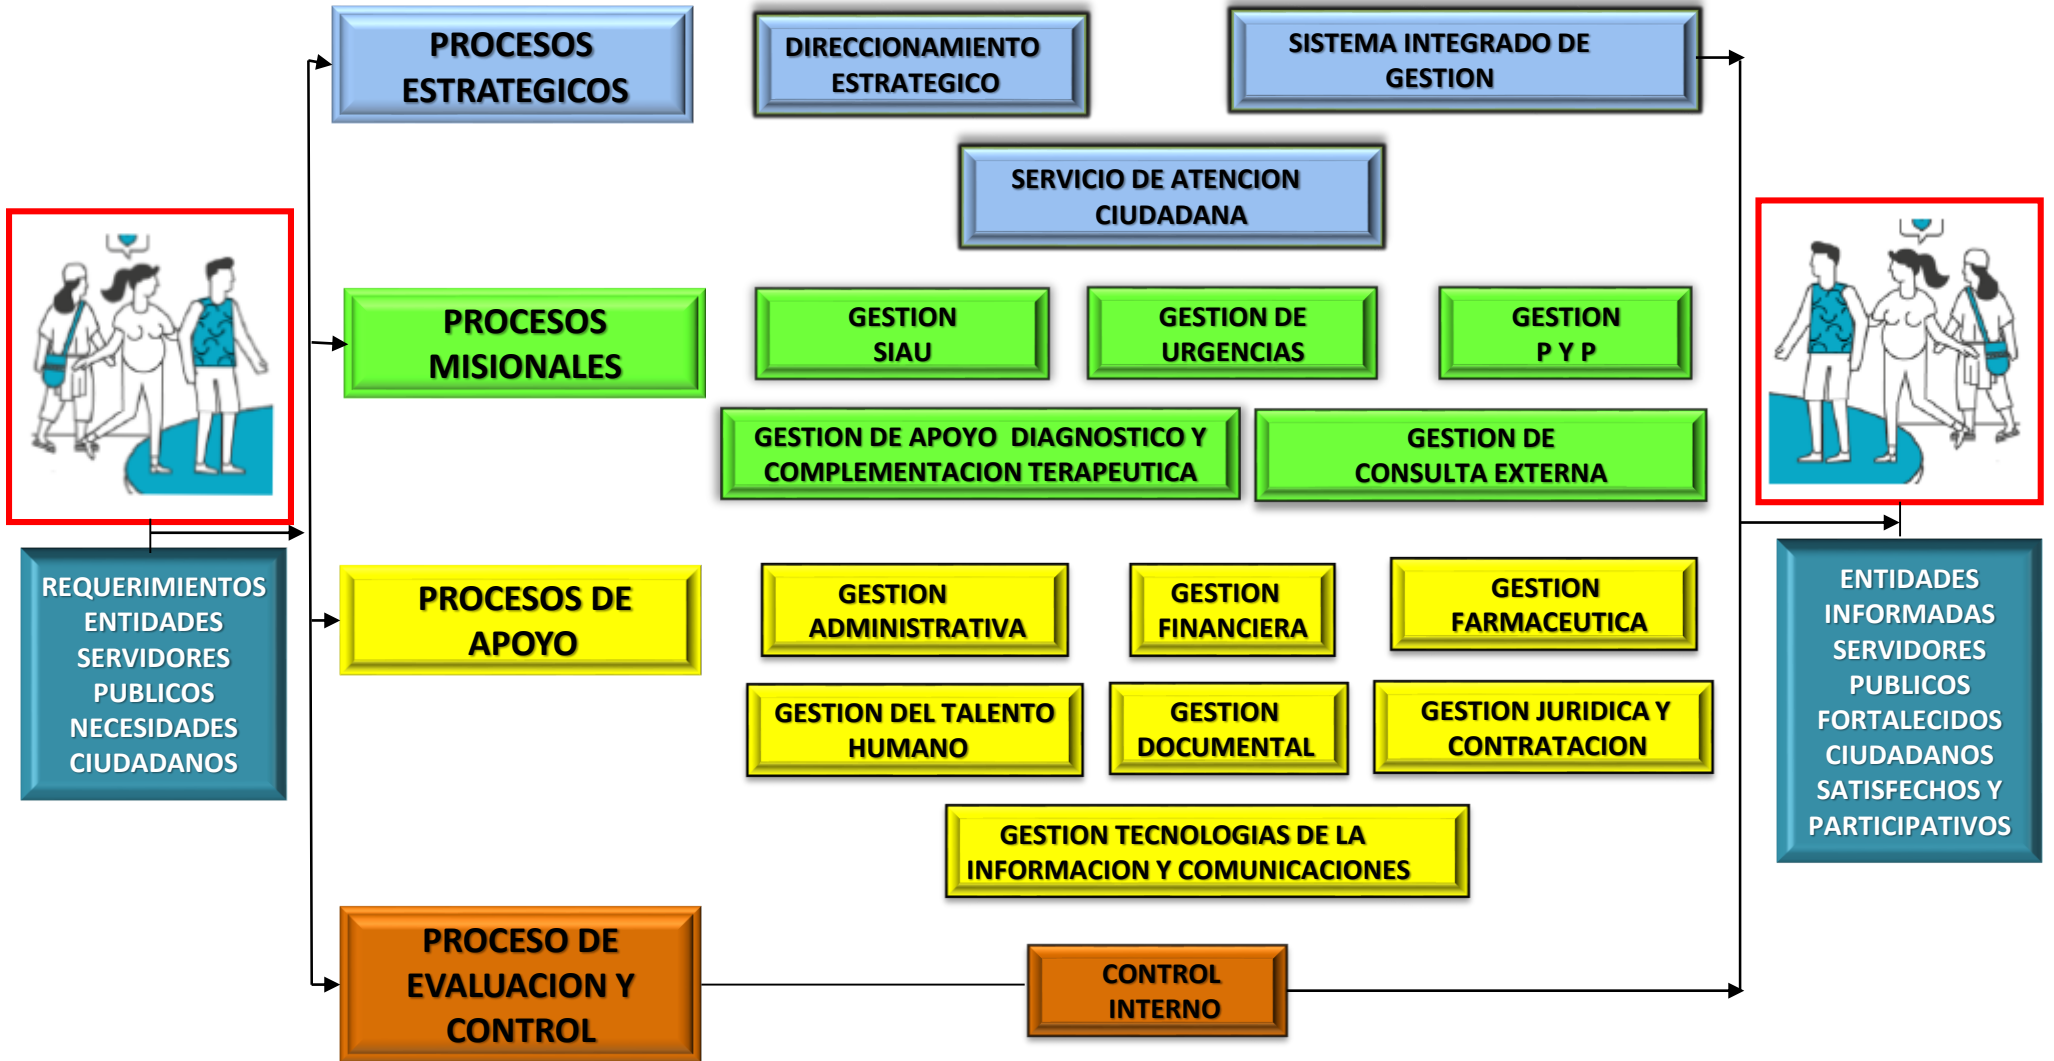 PROCESOS
ESTRATEGICOS
DIRECCIONAMIENTO
ESTRATEGICO
SISTEMA INTEGRADO DE
GESTION
SERVICIO DE ATENCION
CIUDADANA
PROCESOS
MISIONALES
GESTION
SIAU
GESTION DE
URGENCIAS
GESTION
P Y P
GESTION DE APOYO DIAGNOSTICO Y
COMPLEMENTACION TERAPEUTICA
GESTION DE
CONSULTA EXTERNA
REQUERIMIENTOS
ENTIDADES
SERVIDORES
PUBLICOS
NECESIDADES
CIUDADANOS
PROCESOS DE
APOYO
GESTION
ADMINISTRATIVA
GESTION
FINANCIERA
GESTION
FARMACEUTICA
GESTION DEL TALENTO
HUMANO
GESTION
DOCUMENTAL
GESTION JURIDICA Y
CONTRATACION
GESTION TECNOLOGIAS DE LA
INFORMACION Y COMUNICACIONES
ENTIDADES
INFORMADAS
SERVIDORES
PUBLICOS
FORTALECIDOS
CIUDADANOS
SATISFECHOS Y
PARTICIPATIVOS
PROCESO DE
EVALUACION Y
CONTROL
CONTROL
INTERNO